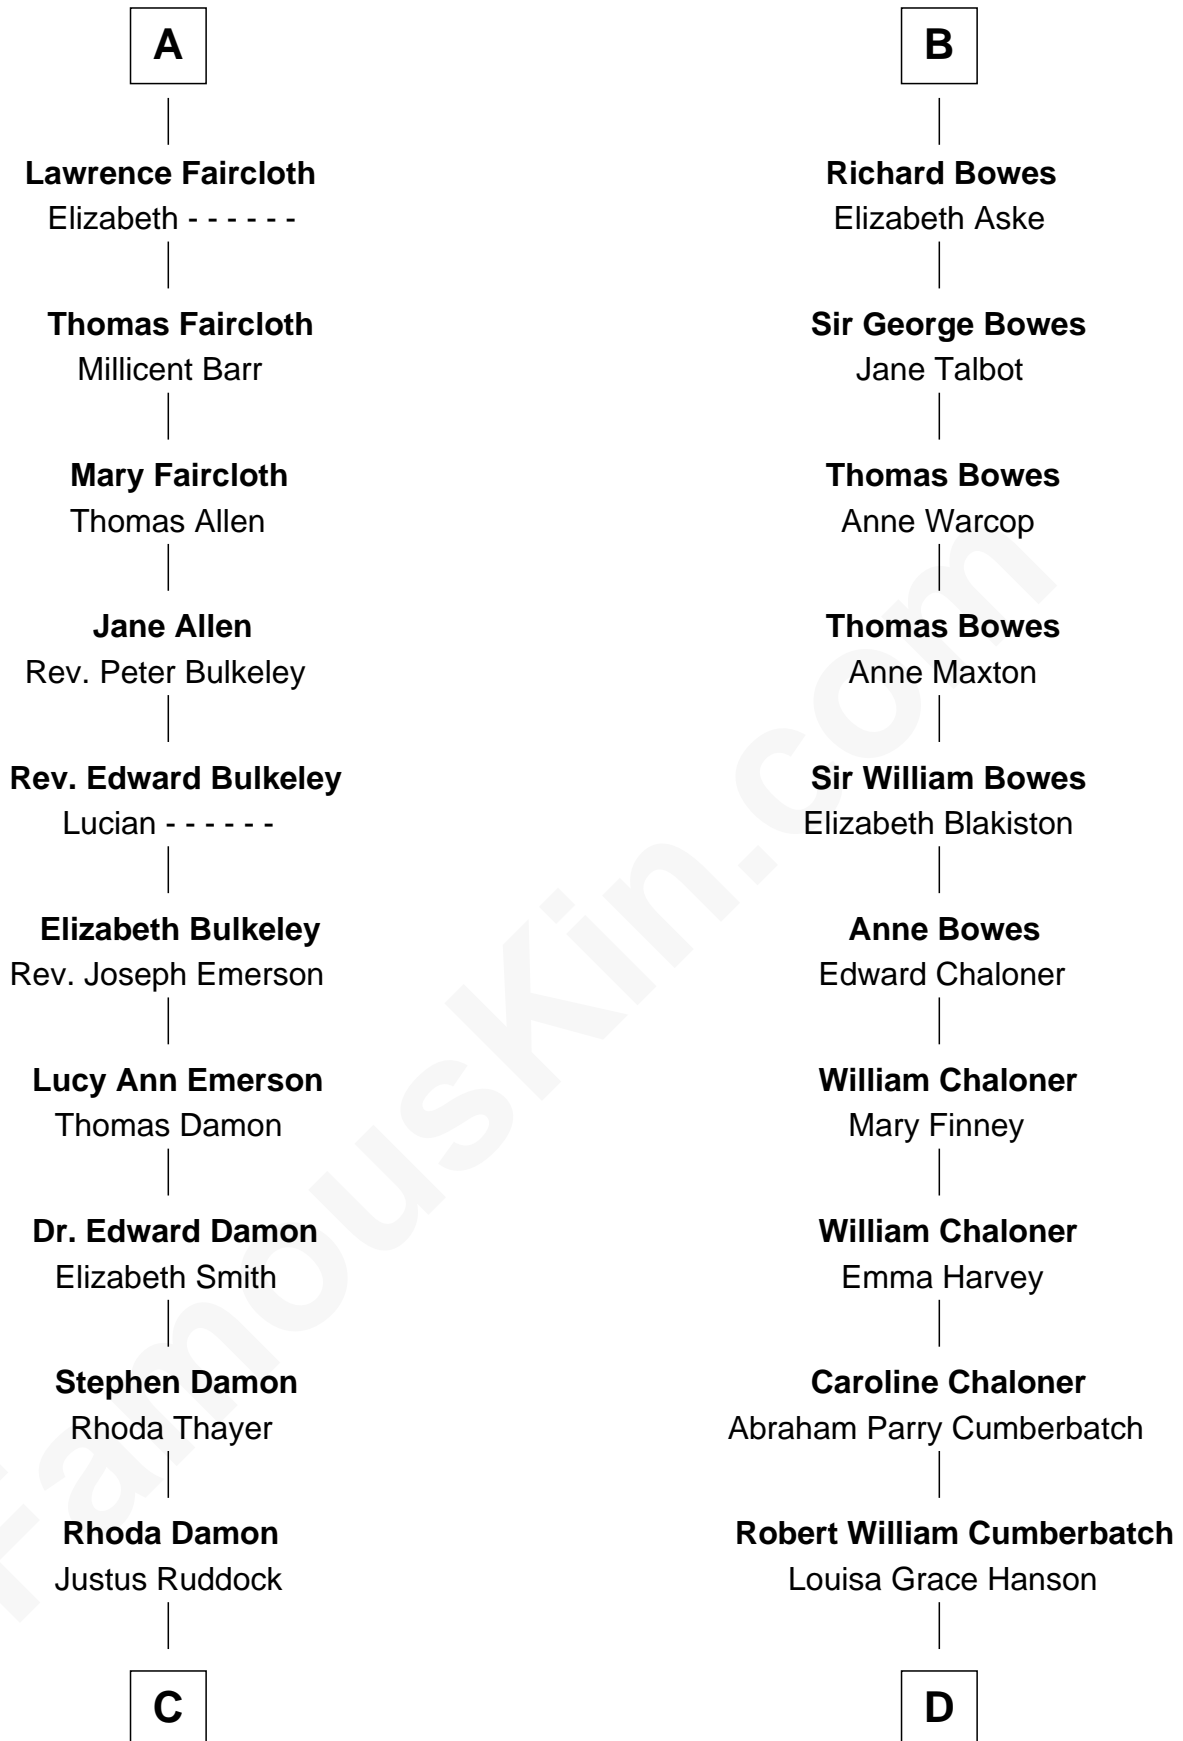 A
Lawrence Faircloth
Elizabeth - - - - - -
Thomas Faircloth
Millicent Barr
Mary Faircloth
Thomas Allen
Jane Allen
Rev. Peter Bulkeley
Rev. Edward Bulkeley
Lucian - - - - - -
Elizabeth Bulkeley
Rev. Joseph Emerson
Lucy Ann Emerson
Thomas Damon
Dr. Edward Damon
Elizabeth Smith
Stephen Damon
Rhoda Thayer
Rhoda Damon
Justus Ruddock
C
B
Richard Bowes
Elizabeth Aske
Sir George Bowes
Jane Talbot
Thomas Bowes
Anne Warcop
Thomas Bowes
Anne Maxton
Sir William Bowes
Elizabeth Blakiston
Anne Bowes
Edward Chaloner
William Chaloner
Mary Finney
William Chaloner
Emma Harvey
Caroline Chaloner
Abraham Parry Cumberbatch
Robert William Cumberbatch
Louisa Grace Hanson
D
FamousKin.com